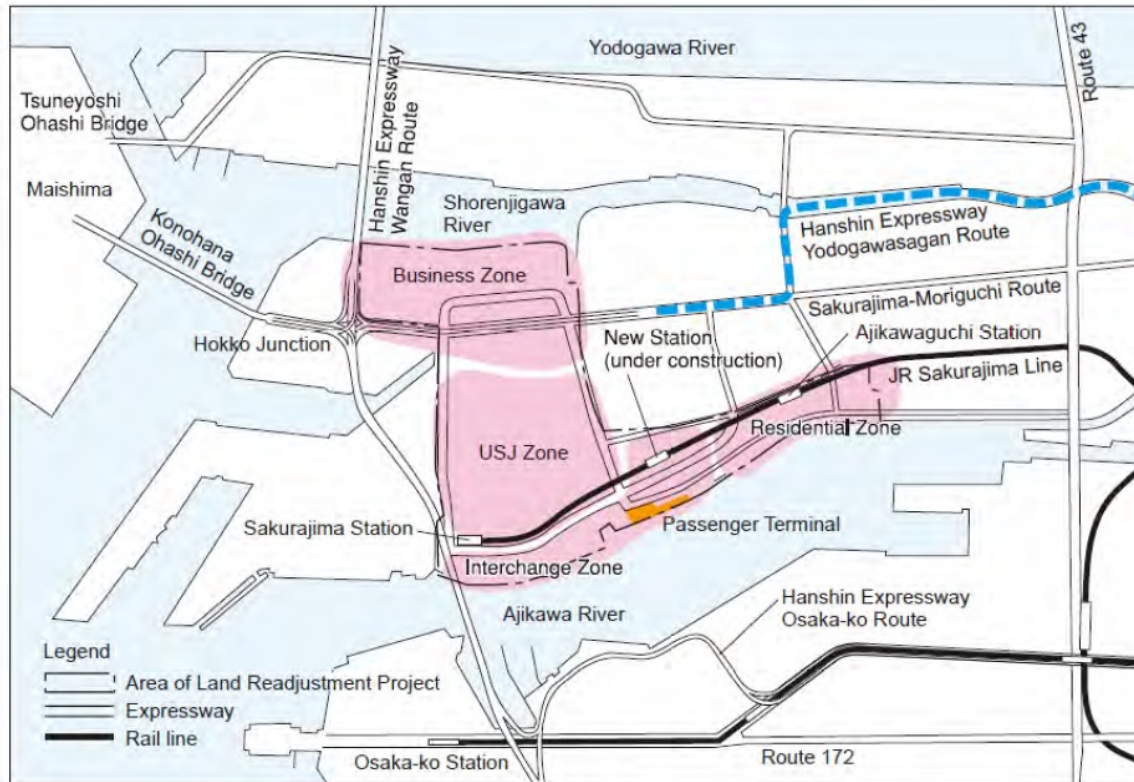 Yodogawa River
Route 43
Tsuneyoshi
Ohashi Bridge
Hanshin Expressway
Wangan Route
Maishima
Shorenjigawa
River
Konohana
Ohashi Bridge
Hanshin Expressway
Yodogawasagan Route
Business Zone
Sakurajima-Moriguchi Route
Hokko Junction
New Station
(under construction)
Ajikawaguchi Station
JR Sakurajima Line
Residential Zone
USJ Zone
Sakurajima Station
Passenger Terminal
Interchange Zone
Ajikawa River
Hanshin Expressway
Osaka-ko Route
Legend
Area of Land Readjustment Project
Expressway
Rail line
Osaka-ko Station
Route 172